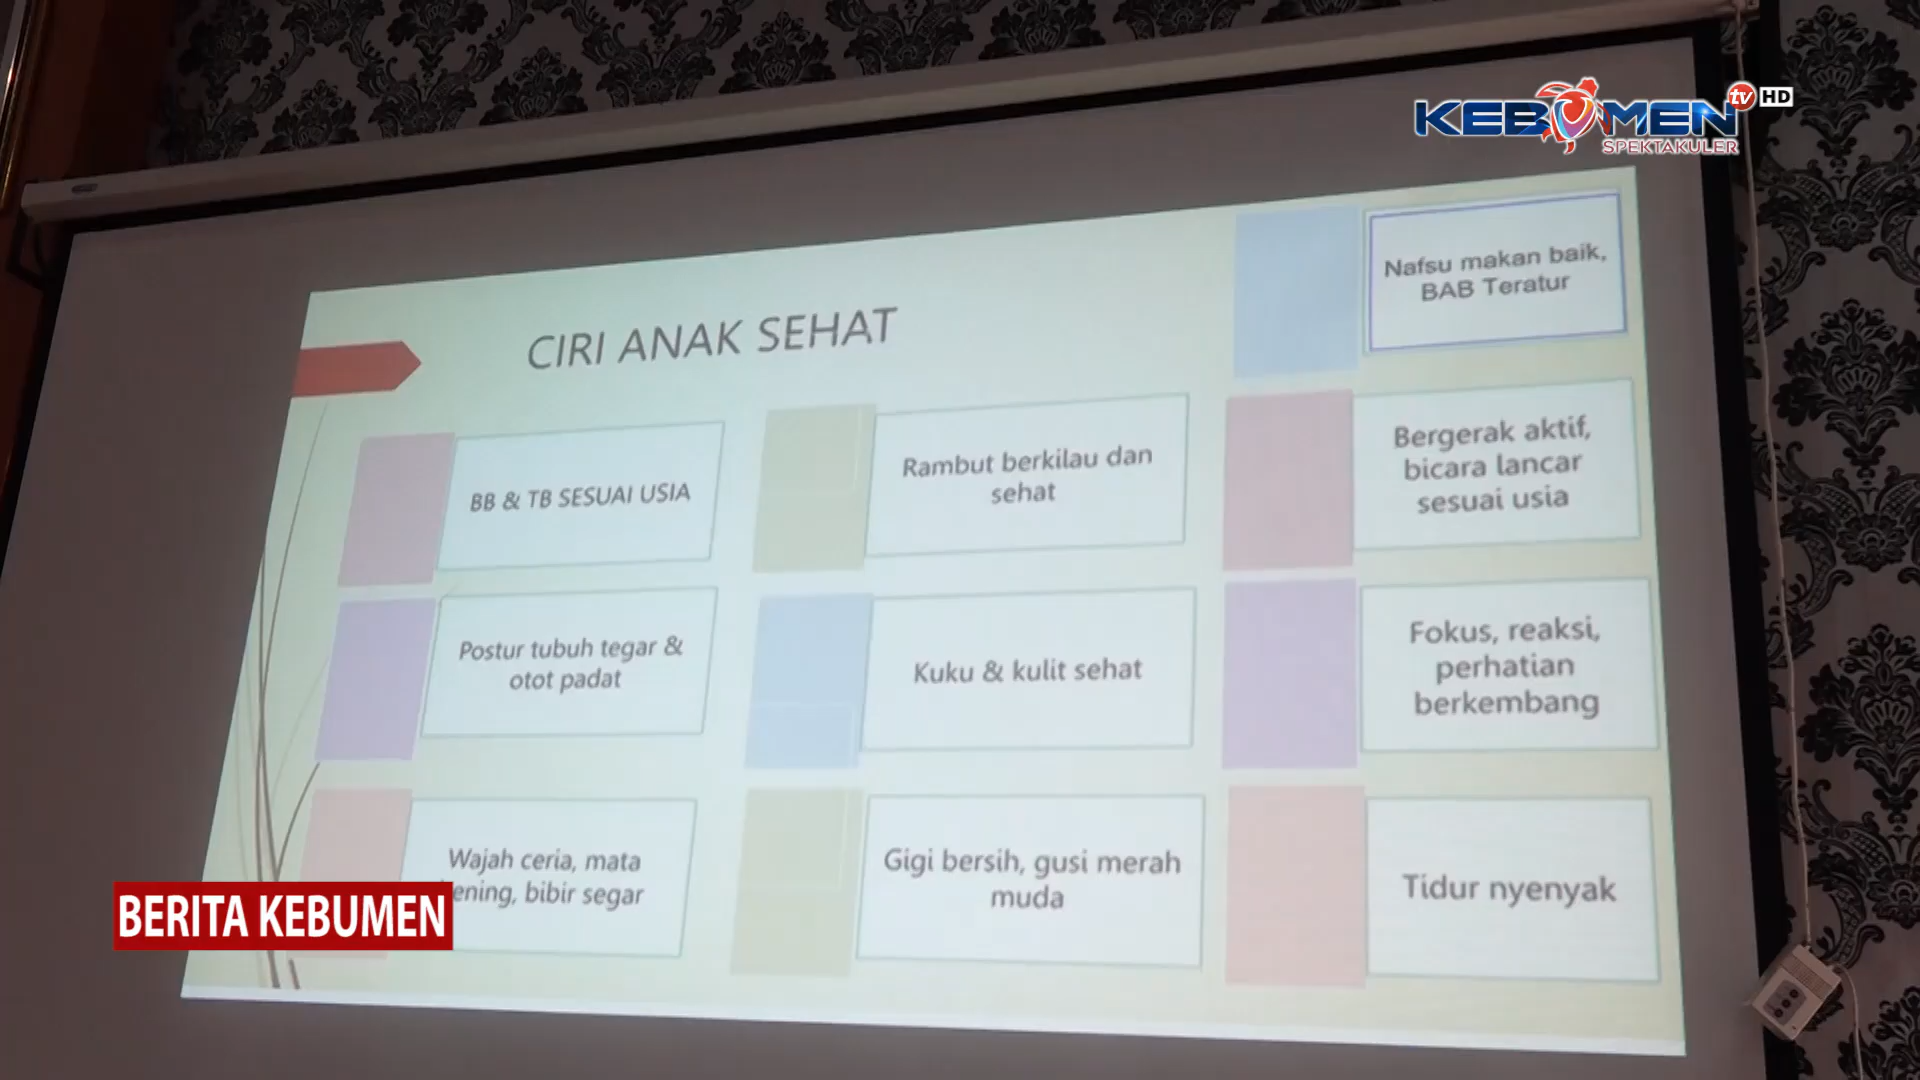 KEBUMEN tv HD
SPEKTAKULER
CIRI ANAK SEHAT
BB & TB SESUAI USIA
Postur tubuh tegar &
otot padat
Wajah ceria, mata
ening, bibir segar
Rambut berkilau dan
sehat
Kuku & kulit sehat
Gigi bersih, gusi merah
muda
Nafsu makan baik,
BAB Teratur
Bergerak aktif,
bicara lancar
sesuai usia
Fokus, reaksi,
perhatian
berkembang
Tidur nyenyak
BERITA KEBUMEN